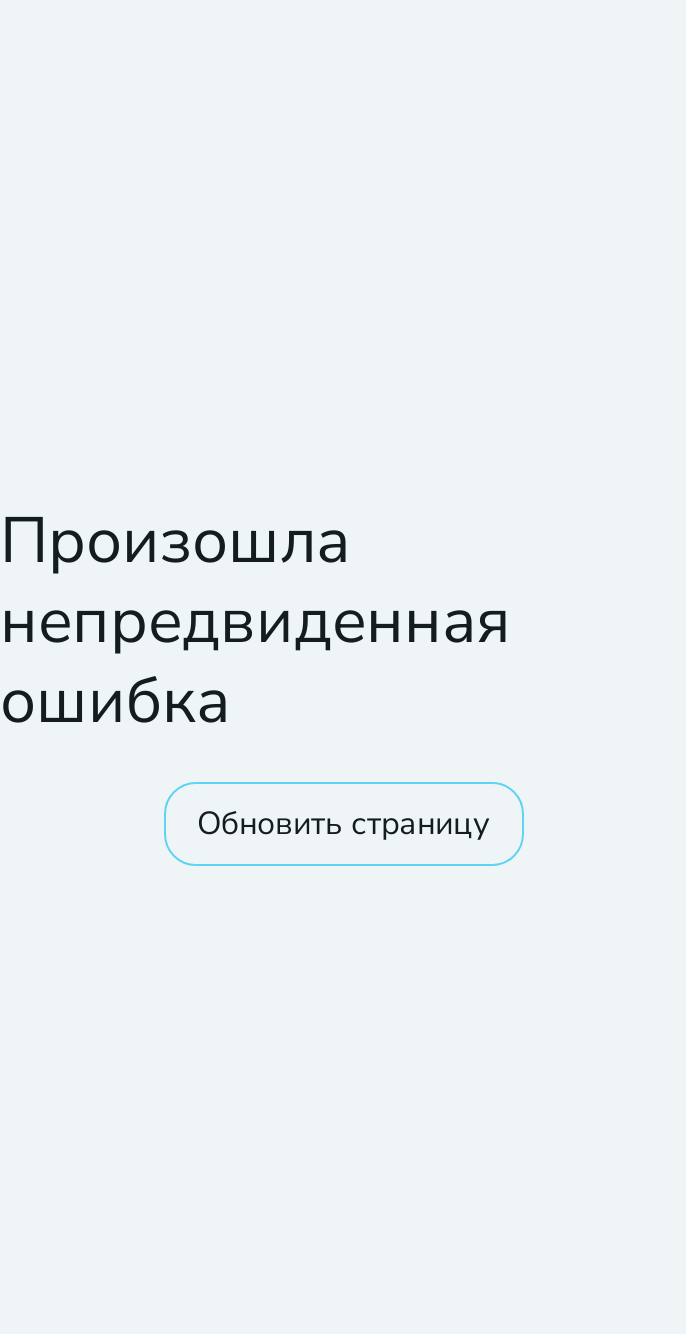 Произошла
непредвиденная
ошибка
Обновить страницу